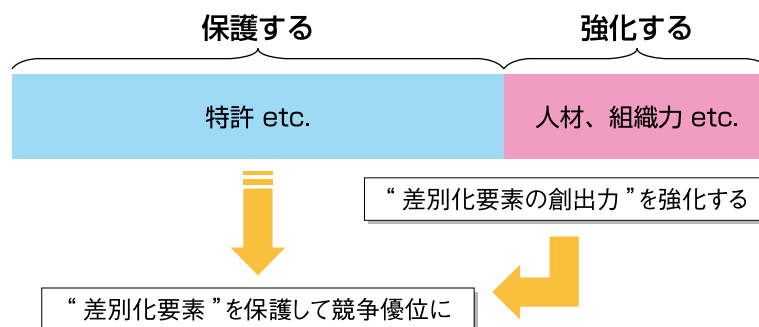 保護する
強化する
特許 etc.
人材、組織力 etc.
“差別化要素の創出力”を強化する
“差別化要素”を保護して競争優位に